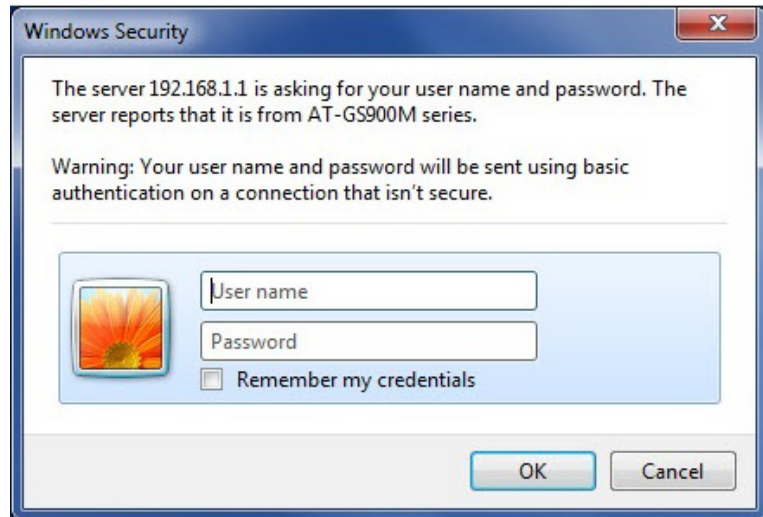 Windows Security
The server 192.168.1.1 is asking for your user name and password. The
server reports that it is from AT-GS900M series.
Warning: Your user name and password will be sent using basic
authentication on a connection that isn't secure.
User name
Password
Remember my credentials
OK Cancel